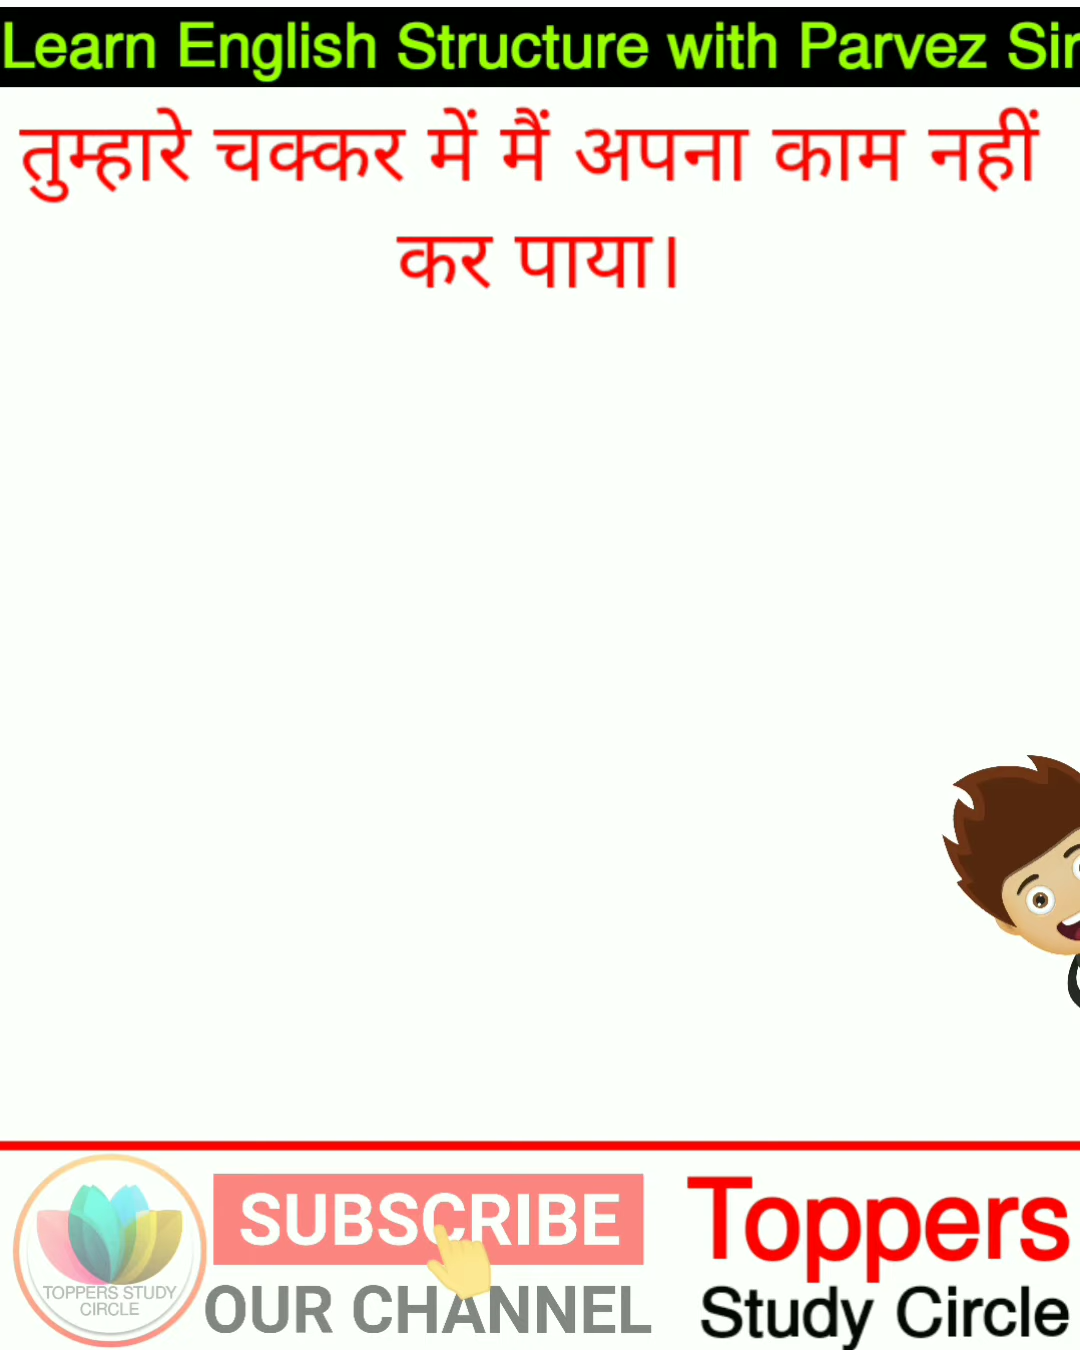 Learn English Structure with Parvez Sir
तुम्हारे चक्कर में मैं अपना काम नहीं
कर पाया।
TOPPERS STUDY
CIRCLE
SUBSCRIBE
OUR CHANNEL
Toppers
Study Circle